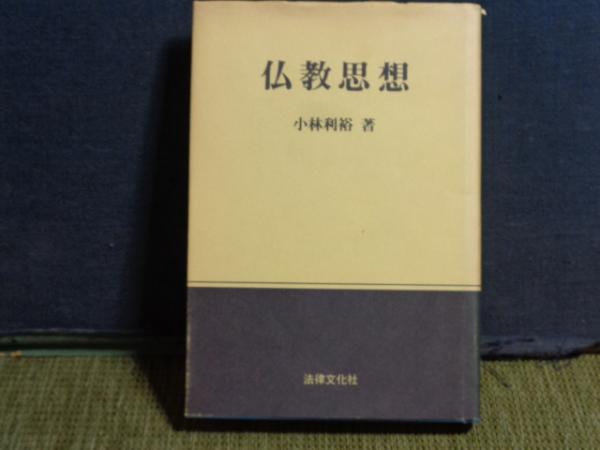 仏教思想
小林利裕 著
法律文化社